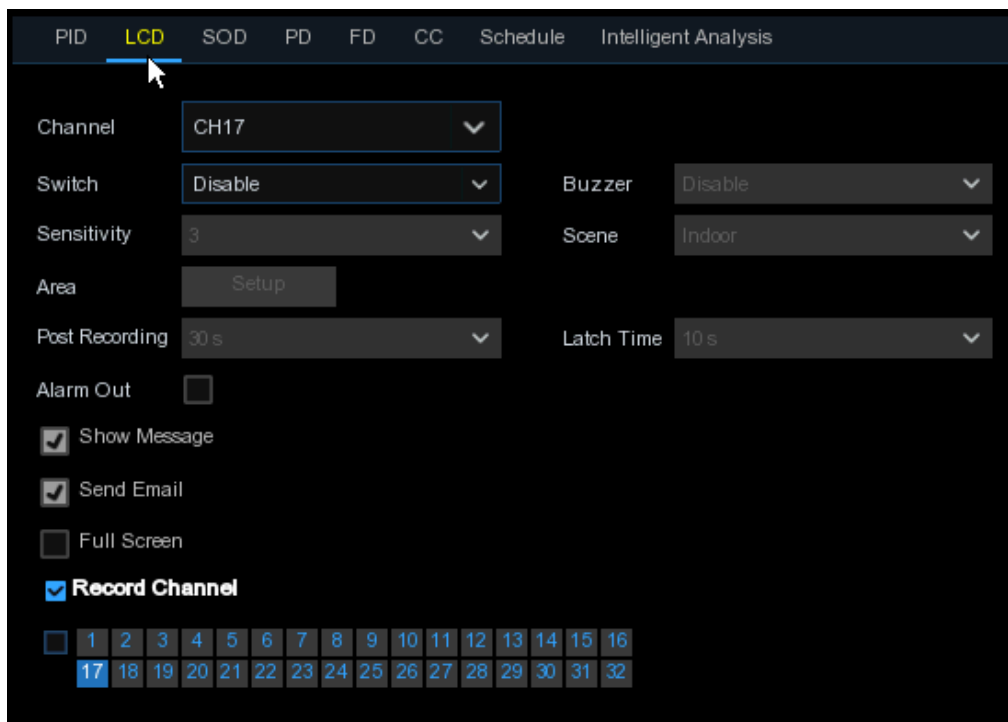 PID LCD SOD PD FD CC Schedule Intelligent Analysis
Channel CH17
Switch Disable Buzzer Disable
Sensitivity 3 Scene Indoor
Area Setup
Post Recording 30 s Latch Time 10 s
Alarm Out
Show Message
Send Email
Full Screen
Record Channel
1 2 3 4 5 6 7 8 9 10 11 12 13 14 15 16
17 18 19 20 21 22 23 24 25 26 27 28 29 30 31 32